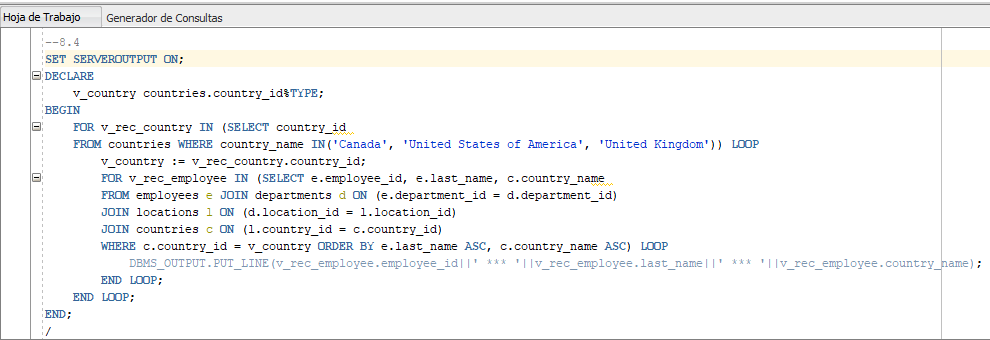 Hoja de Trabajo Generador de Consultas
--8.4
SET SERVEROUTPUT ON;
DECLARE
v_country countries.country_id%TYPE;
BEGIN
FOR v_rec_country IN (SELECT country_id
FROM countries WHERE country_name IN('Canada', 'United States of America', 'United Kingdom')) LOOP
v_country := v_rec_country.country_id;
FOR v_rec_employee IN (SELECT e.employee_id, e.last_name, c.country_name
FROM employees e JOIN departments d ON (e.department_id = d.department_id)
JOIN locations l ON (d.location_id = l.location_id)
JOIN countries c ON (l.country_id = c.country_id)
WHERE c.country_id = v_country ORDER BY e.last_name ASC, c.country_name ASC) LOOP
DBMS_OUTPUT.PUT_LINE(v_rec_employee.employee_id||' *** '||v_rec_employee.last_name||' *** '||v_rec_employee.country_name);
END LOOP;
END LOOP;
END;
/